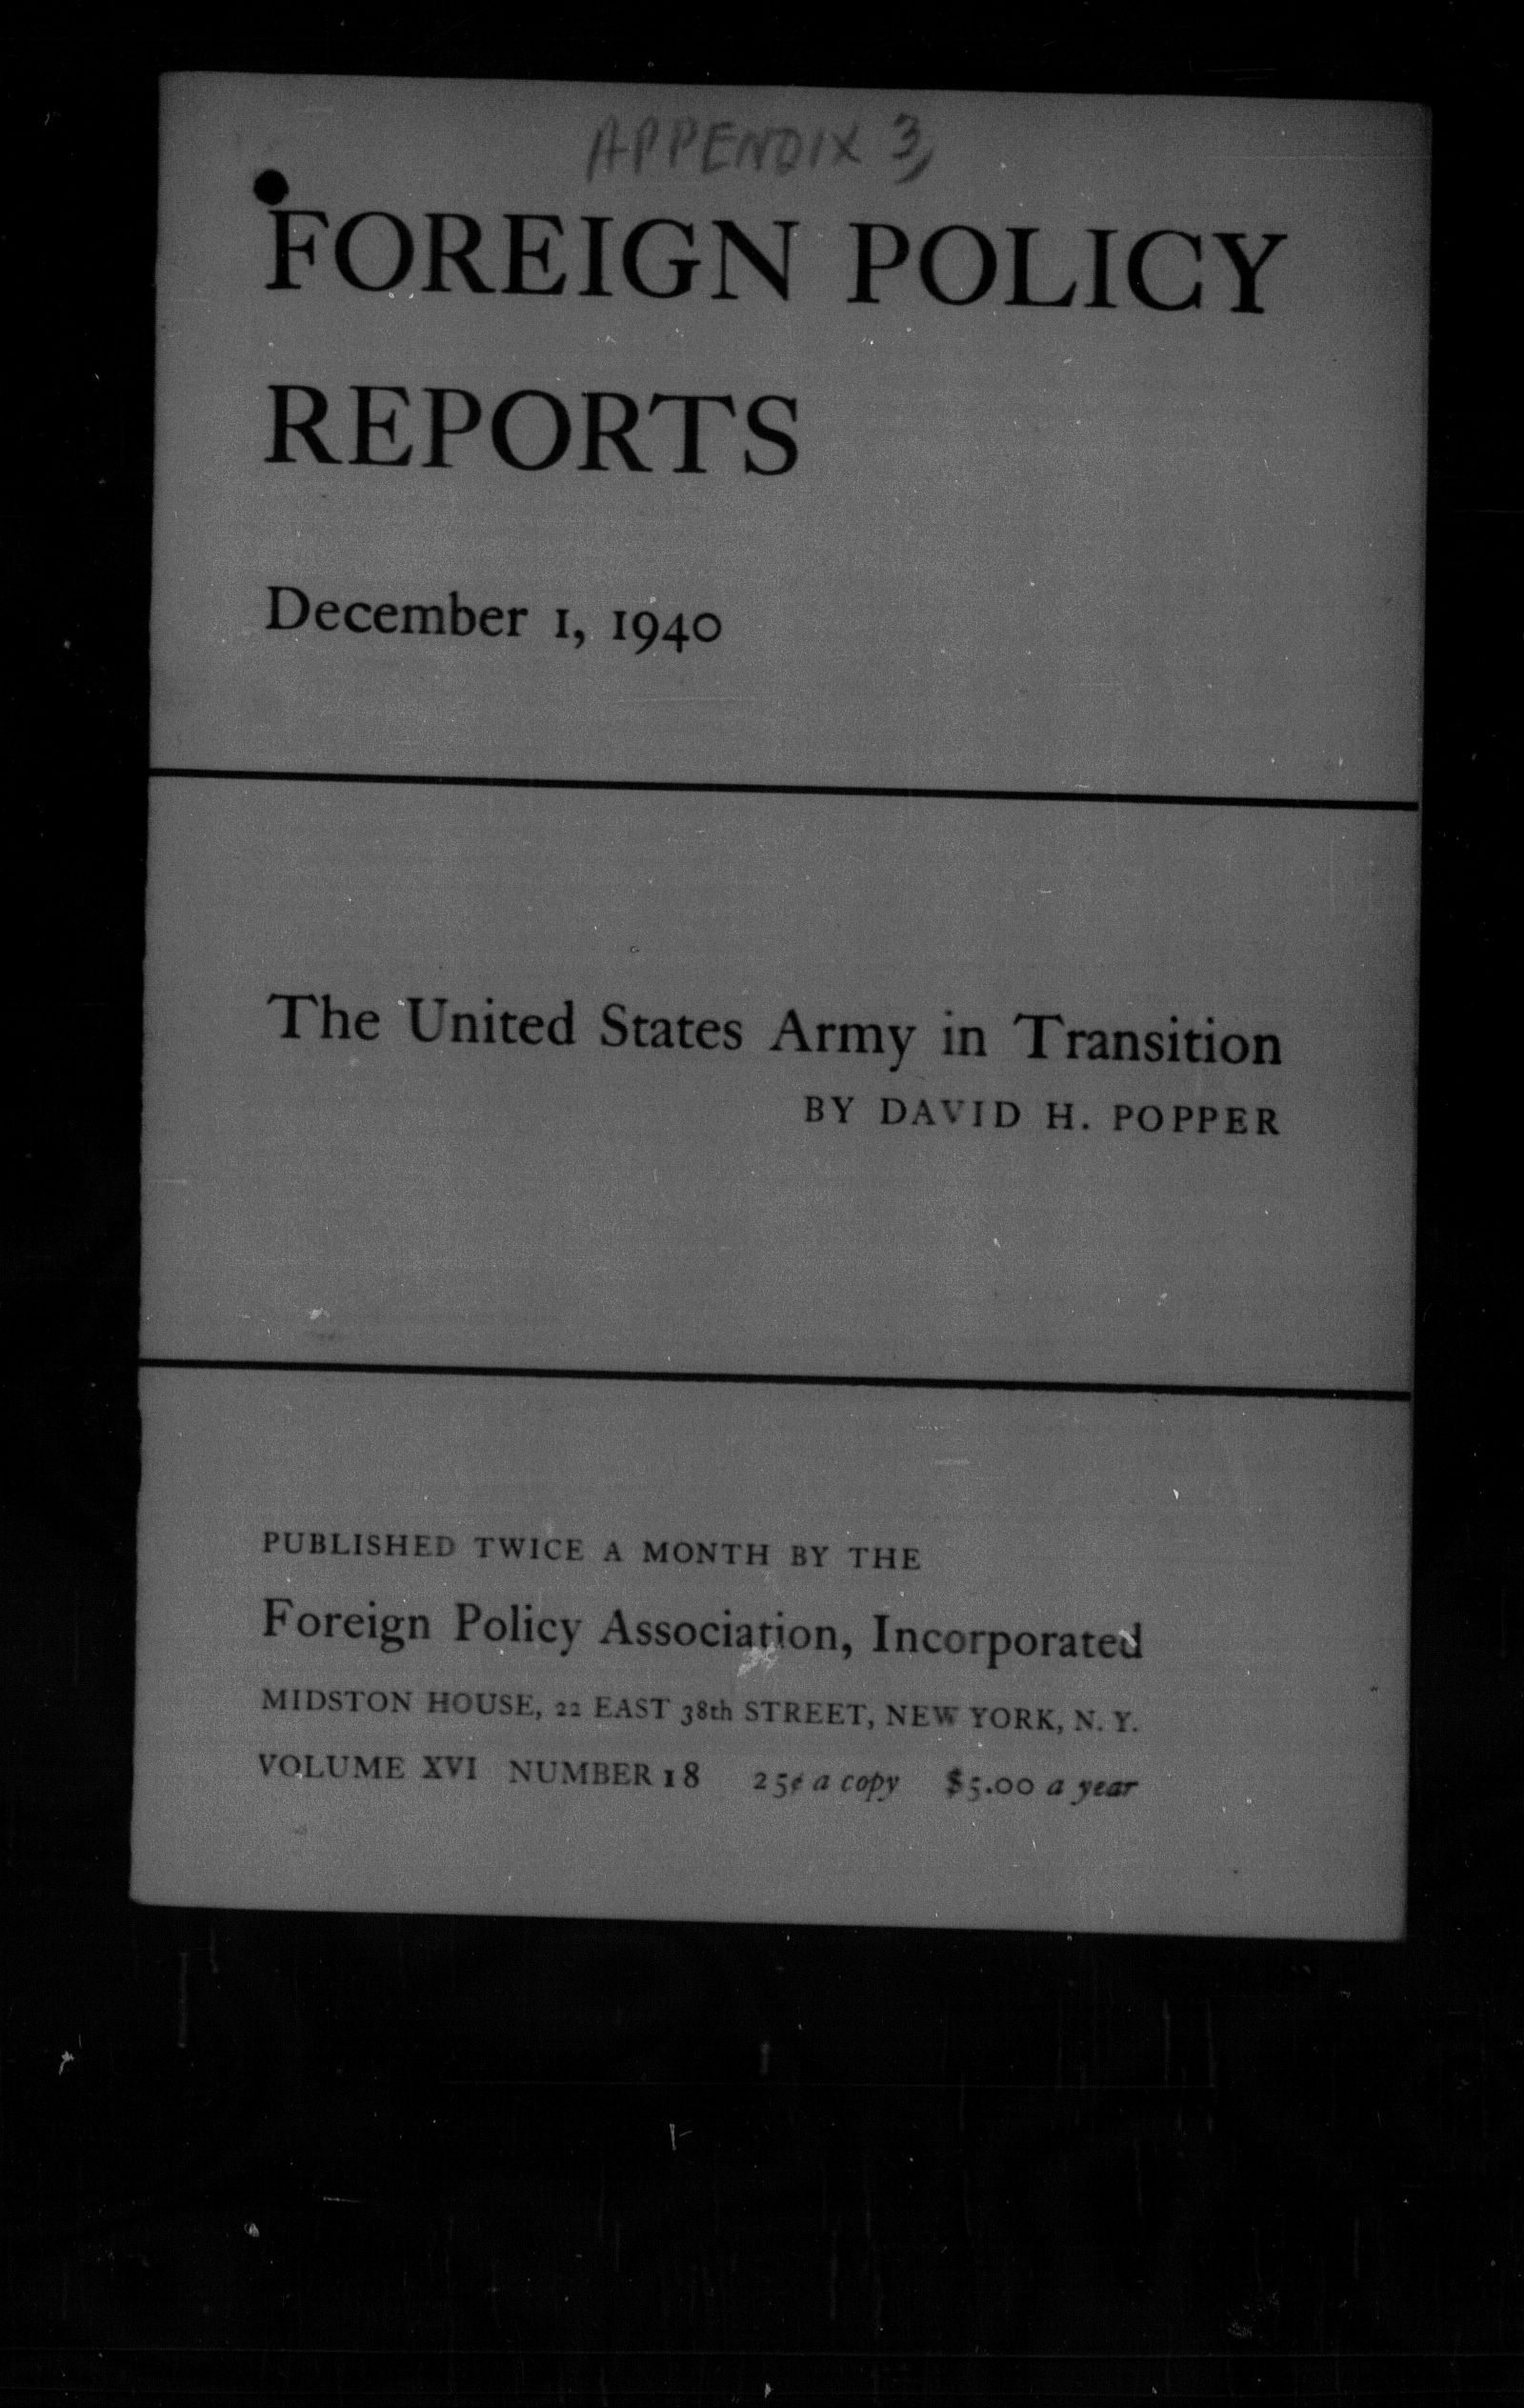 APPENDIX 3,
FOREIGN POLICY
REPORTS
December 1, 1940
The United States Army in Transition
BY DAVID H. POPPER
PUBLISHED TWICE A MONTH BY THE
Foreign Policy Association, Incorporated
MIDSTON HOUSE, 22 EAST 38th STREET, NEW YORK, N. Y.
VOLUME XVI NUMBER 18 25¢ a copy $5.00 a year